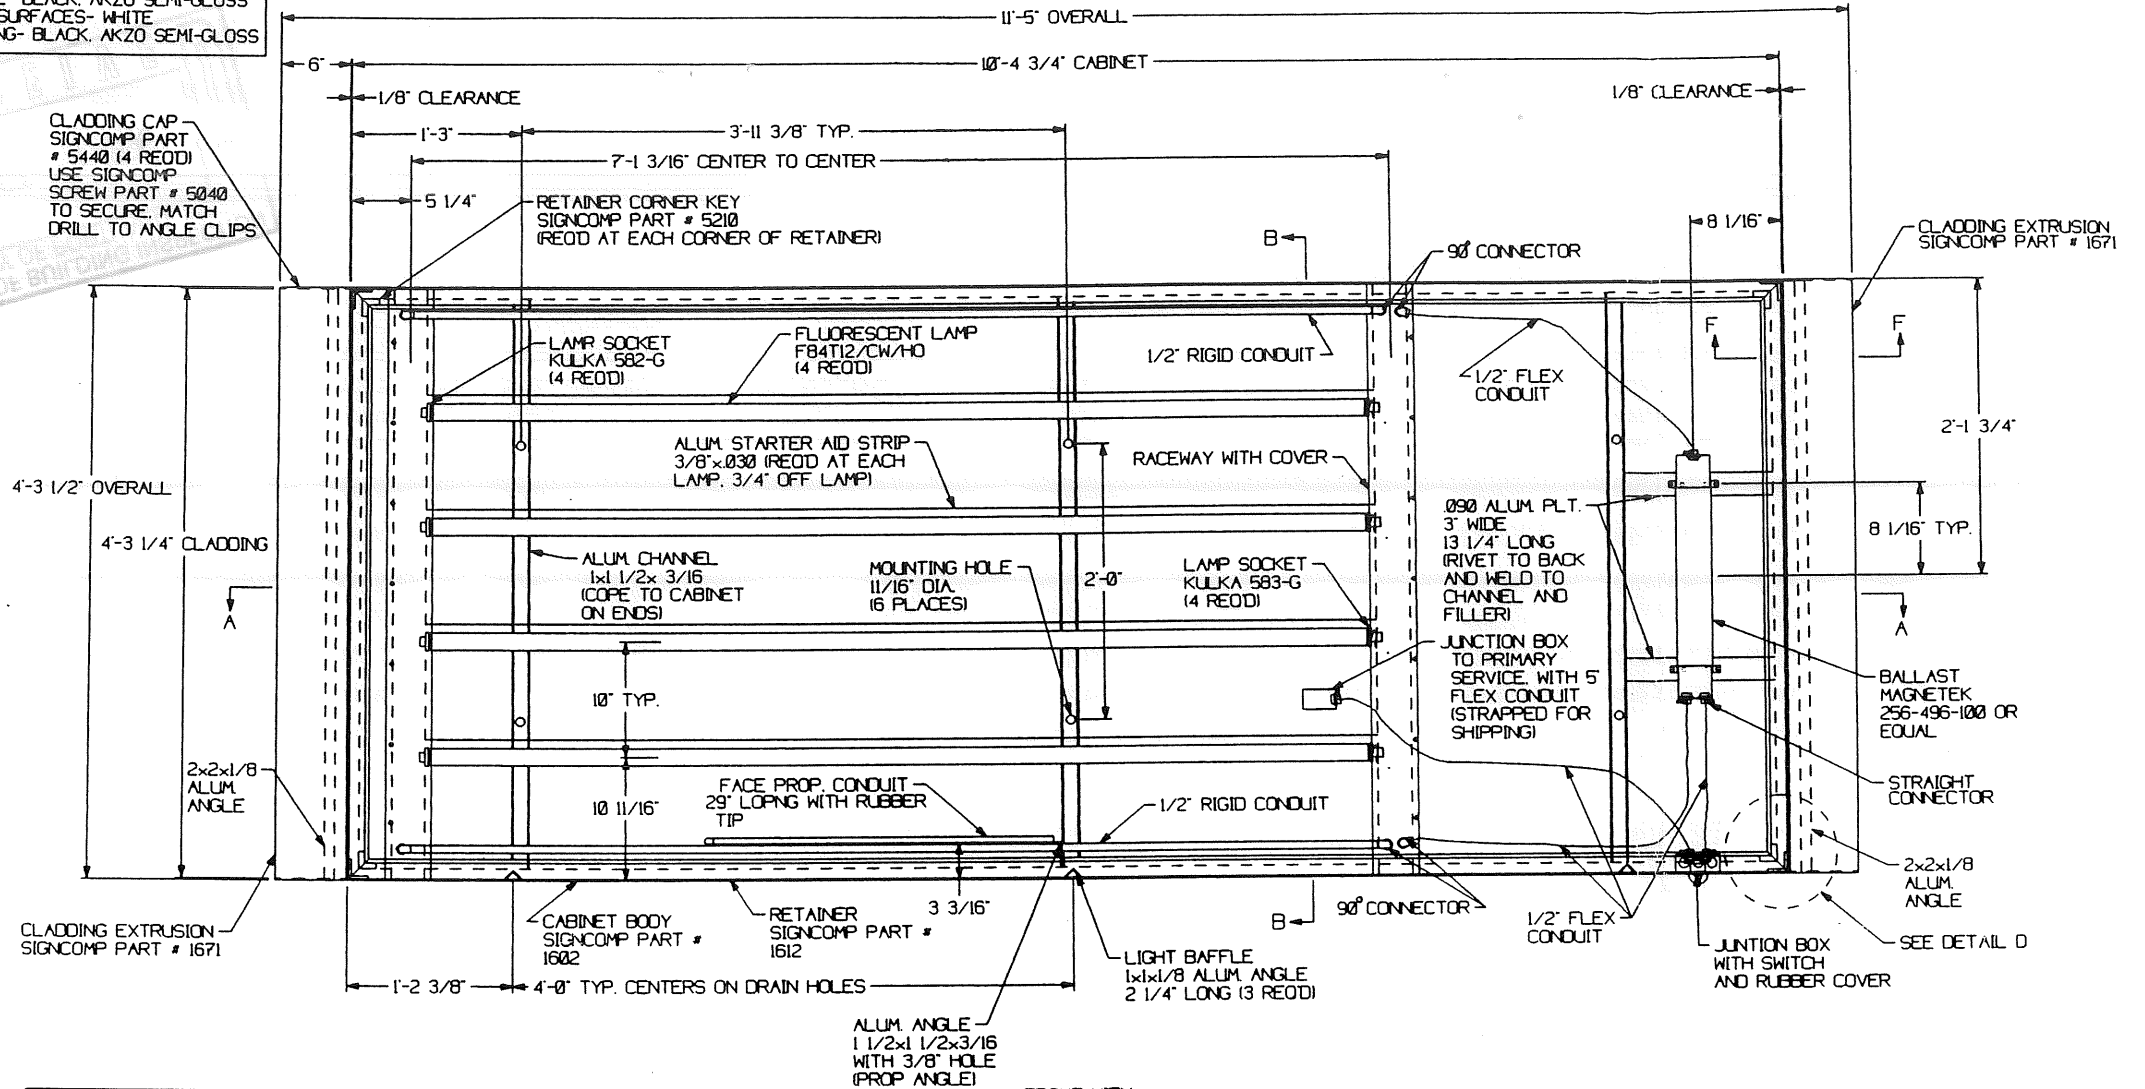 BLACK, AKZO SEMI-GLOSS
SURFACES- WHITE
NG- BLACK, AKZO SEMI-GLOSS
11'-5" OVERALL
6"
10'-4 3/4" CABINET
1/8" CLEARANCE
1/8" CLEARANCE
CLADDING CAP
SIGNCOMP PART
# 5440 (4 REQ'D)
USE SIGNCOMP
SCREW PART # 5040
TO SECURE, MATCH
DRILL TO ANGLE CLIPS
1'-3"
3'-11 3/8" TYP.
7'-1 3/16" CENTER TO CENTER
5 1/4"
RETAINER CORNER KEY
SIGNCOMP PART # 5210
(REQ'D AT EACH CORNER OF RETAINER)
B
90° CONNECTOR
8 1/16"
CLADDING EXTRUSION
SIGNCOMP PART # 1671
LAMP SOCKET
KULKA 582-G
(4 REQ'D)
FLUORESCENT LAMP
F84T12/CW/HO
(4 REQ'D)
1/2" RIGID CONDUIT
1/2" FLEX
CONDUIT
F
F
2'-1 3/4"
ALUM. STARTER AID STRIP
3/8"x.030 (REQ'D AT EACH
LAMP, 3/4" OFF LAMP)
RACEWAY WITH COVER
4'-3 1/2" OVERALL
4'-3 1/4" CLADDING
.090 ALUM. PLT.
3" WIDE
13 1/4" LONG
(RIVET TO BACK
AND WELD TO
CHANNEL AND
FILLER)
8 1/16" TYP.
ALUM. CHANNEL
1x1 1/2x 3/16
(COPE TO CABINET
ON ENDS)
MOUNTING HOLE
11/16" DIA.
(6 PLACES)
2'-0"
LAMP SOCKET
KULKA 583-G
(4 REQ'D)
A
A
JUNCTION BOX
TO PRIMARY
SERVICE, WITH 5'
FLEX CONDUIT
(STRAPPED FOR
SHIPPING)
10" TYP.
BALLAST
MAGNETEK
256-496-100 OR
EQUAL
2x2x1/8
ALUM.
ANGLE
10 11/16"
FACE PROP. CONDUIT
29" LOPNG WITH RUBBER
TIP
1/2" RIGID CONDUIT
STRAIGHT
CONNECTOR
2x2x1/8
ALUM.
ANGLE
CLADDING EXTRUSION
SIGNCOMP PART # 1671
CABINET BODY
SIGNCOMP PART #
1602
RETAINER
SIGNCOMP PART #
1612
3 3/16"
B
90° CONNECTOR
1/2" FLEX
CONDUIT
JUNTION BOX
WITH SWITCH
AND RUBBER COVER
SEE DETAIL D
LIGHT BAFFLE
1x1x1/8 ALUM. ANGLE
2 1/4" LONG (3 REQ'D)
1'-2 3/8"
4'-0" TYP. CENTERS ON DRAIN HOLES
ALUM. ANGLE
1 1/2x1 1/2x3/16
WITH 3/8" HOLE
(PROP ANGLE)